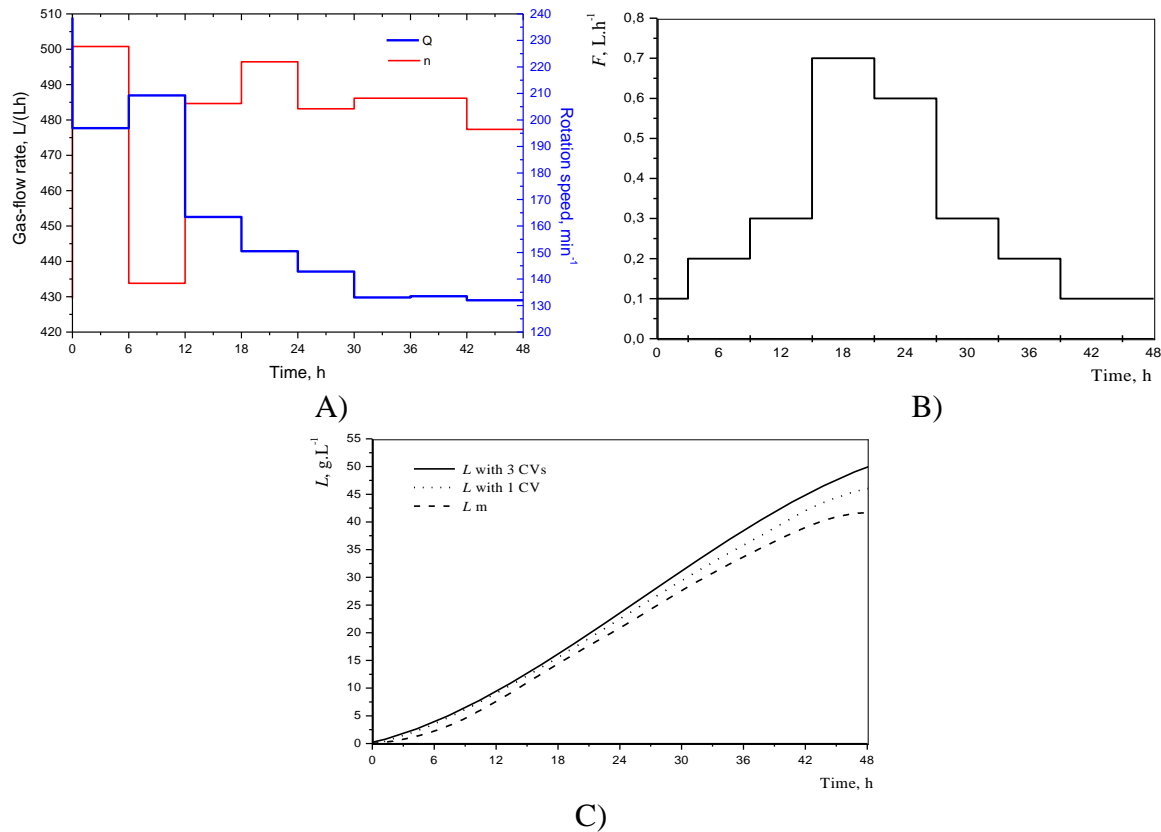 510
500
490
480
470
460
450
440
430
420
Gas-flow rate, L/(Lh)
240
230
220
210
200
190
180
170
160
150
140
130
120
Rotation speed, min⁻¹
Q
n
0 6 12 18 24 30 36 42 48
Time, h
A)
F, L.h⁻¹
0,8
0,7
0,6
0,5
0,4
0,3
0,2
0,1
0,0
0 6 12 18 24 30 36 42 48
Time, h
B)
L, g.L⁻¹
55
50
45
40
35
30
25
20
15
10
5
0
L with 3 CVs
L with 1 CV
L m
0 6 12 18 24 30 36 42 48
Time, h
C)